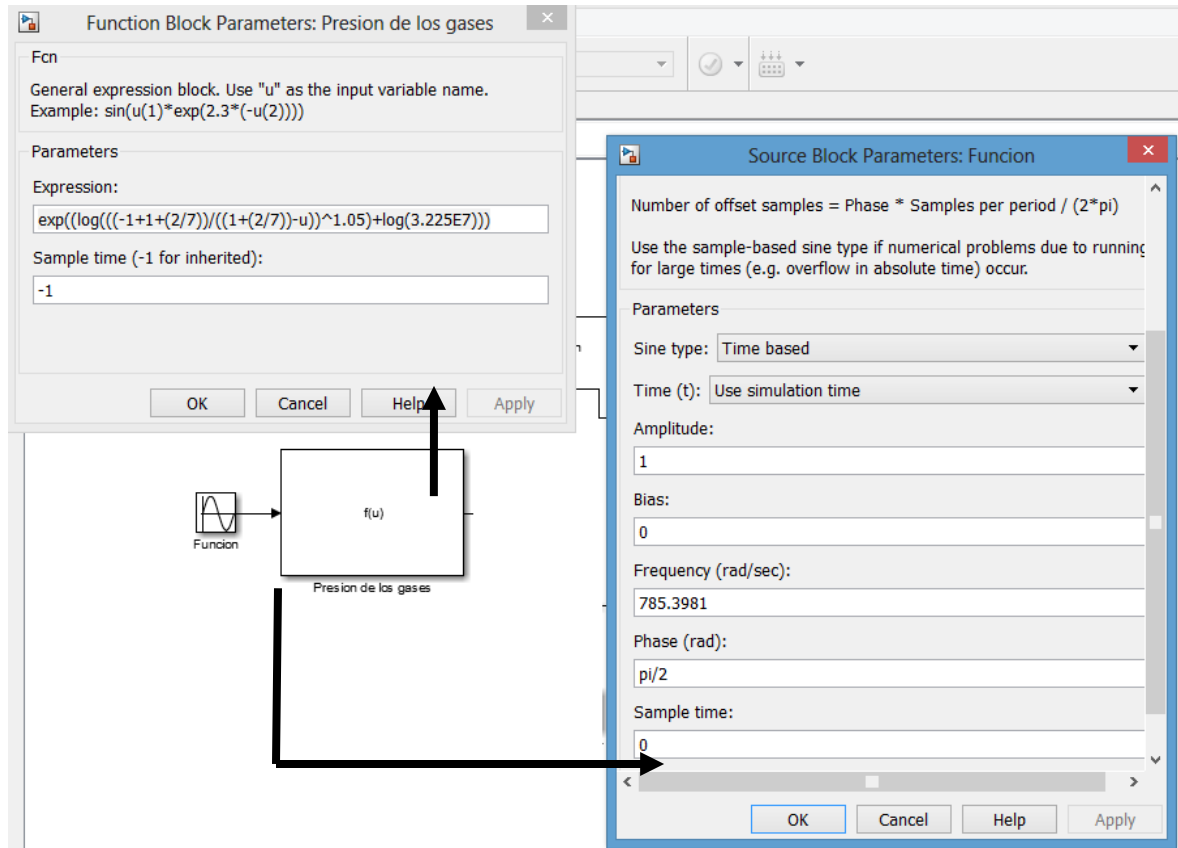 Function Block Parameters: Presion de los gases
Fcn
General expression block. Use "u" as the input variable name.
Example: sin(u(1)*exp(2.3*(-u(2))))
Parameters
Expression:
exp((log(((-1+1+(2/7))/((1+(2/7))-u))^1.05)+log(3.225E7)))
Sample time (-1 for inherited):
-1
OK
Cancel
Help
Apply
f(u)
Funcion
Presion de los gases
Source Block Parameters: Funcion
Number of offset samples = Phase * Samples per period / (2*pi)
Use the sample-based sine type if numerical problems due to running
for large times (e.g. overflow in absolute time) occur.
Parameters
Sine type: Time based
Time (t): Use simulation time
Amplitude:
1
Bias:
0
Frequency (rad/sec):
785.3981
Phase (rad):
pi/2
Sample time:
0
OK
Cancel
Help
Apply